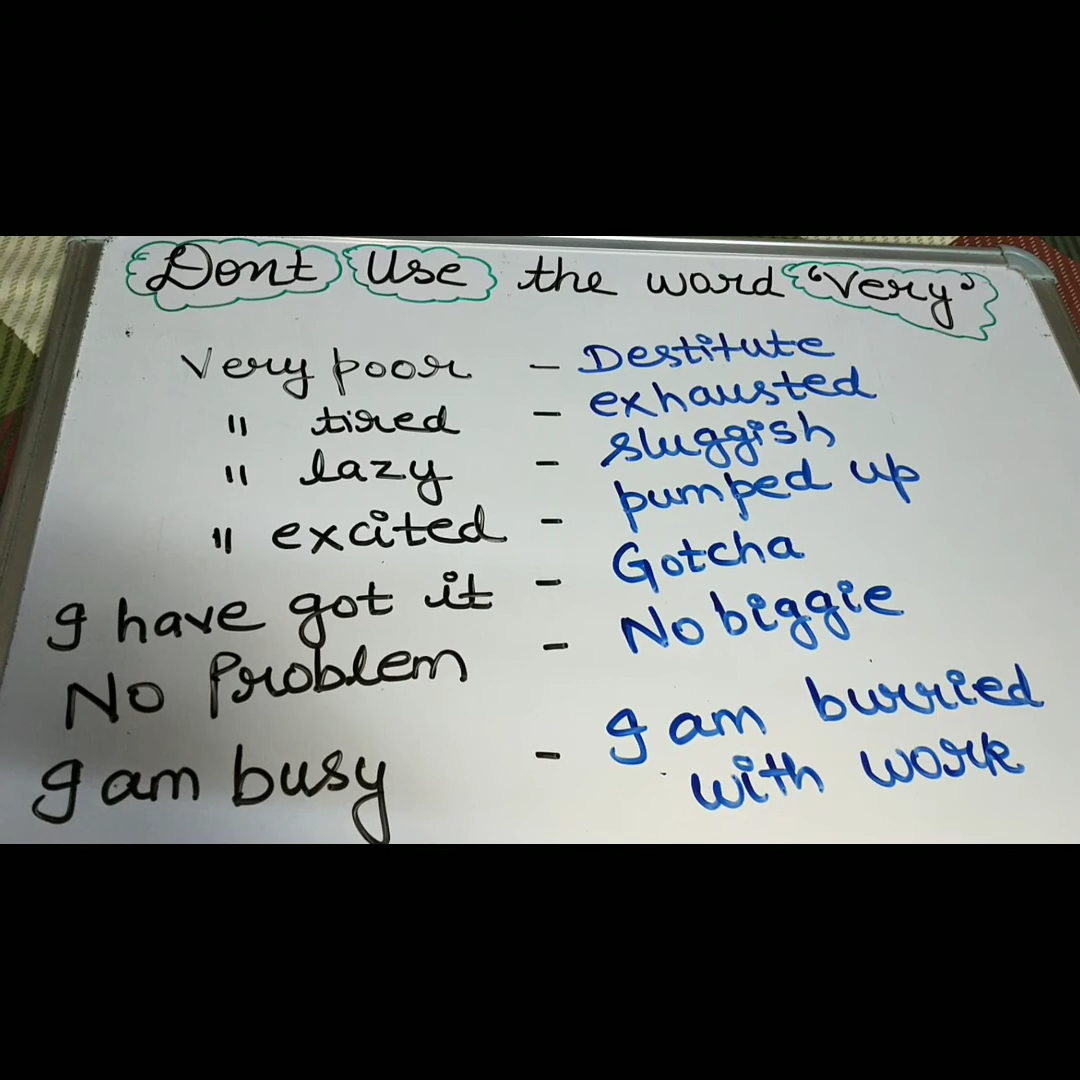 Dont Use the word "Very"
Very poor - Destitute
" tired - exhausted
" lazy - sluggish
" excited - pumped up
I have got it - Gotcha
No Problem - No biggie
I am busy - I am burried
with work